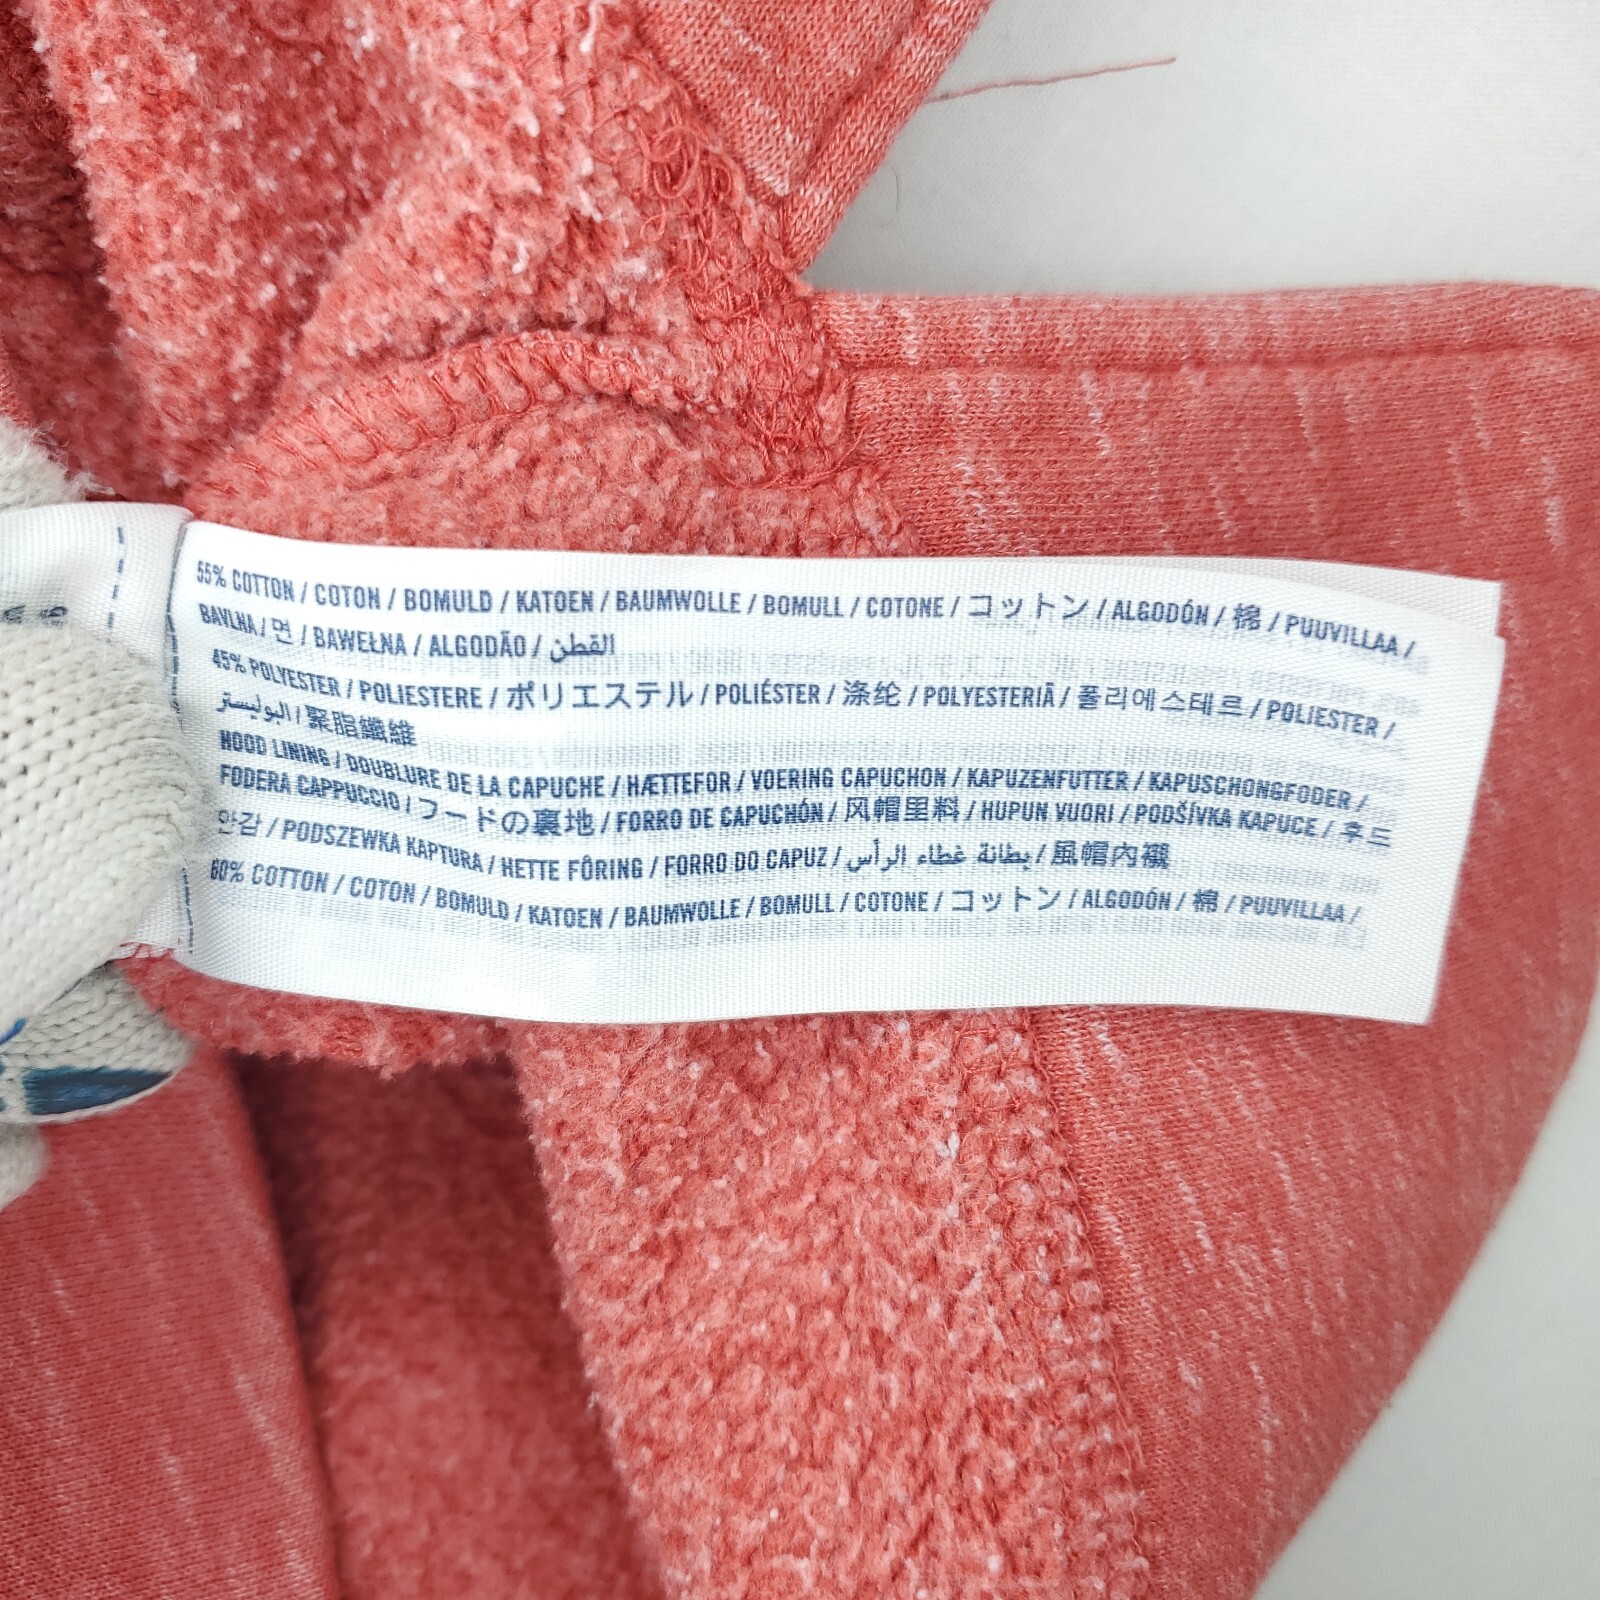 55% COTTON / COTON / BOMULD / KATOEN / BAUMWOLLE / BOMULL / COTONE / コットン / ALGODÓN / 棉 / PUUVILLAA /
BAVLNA / 면 / BAWEŁNA / ALGODÃO / القطن
45% POLYESTER / POLIESTERE / ポリエステル / POLIÉSTER / 涤纶 / POLYESTERIÄ / 폴리에스테르 / POLIESTER /
البوليستر / 聚脂纖維
HOOD LINING / DOUBLURE DE LA CAPUCHE / HÆTTEFOR / VOERING CAPUCHON / KAPUZENFUTTER / KAPUSCHONGFODER /
FODERA CAPPUCCIO / フードの裏地 / FORRO DE CAPUCHÓN / 风帽里料 / HUPUN VUORI / PODŠÍVKA KAPUCE / 후드
안감 / PODSZEWKA KAPTURA / HETTE FÔRING / FORRO DO CAPUZ / بطانة غطاء الرأس / 風帽內襯
60% COTTON / COTON / BOMULD / KATOEN / BAUMWOLLE / BOMULL / COTONE / コットン / ALGODÓN / 棉 / PUUVILLAA /